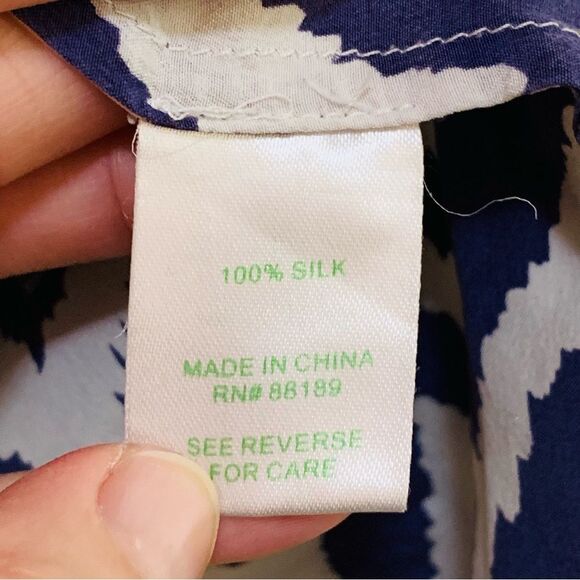 100% SILK
MADE IN CHINA
RN# 88189
SEE REVERSE
FOR CARE